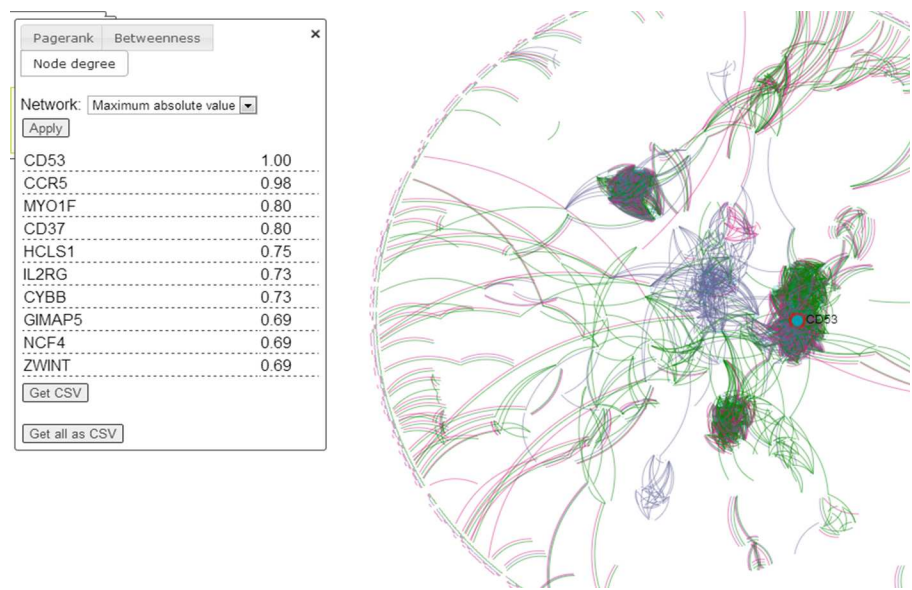 Pagerank Betweenness ×
Node degree
Network: Maximum absolute value
Apply
CD53 1.00
CCR5 0.98
MYO1F 0.80
CD37 0.80
HCLS1 0.75
IL2RG 0.73
CYBB 0.73
GIMAP5 0.69
NCF4 0.69
ZWINT 0.69
Get CSV
Get all as CSV
CD53